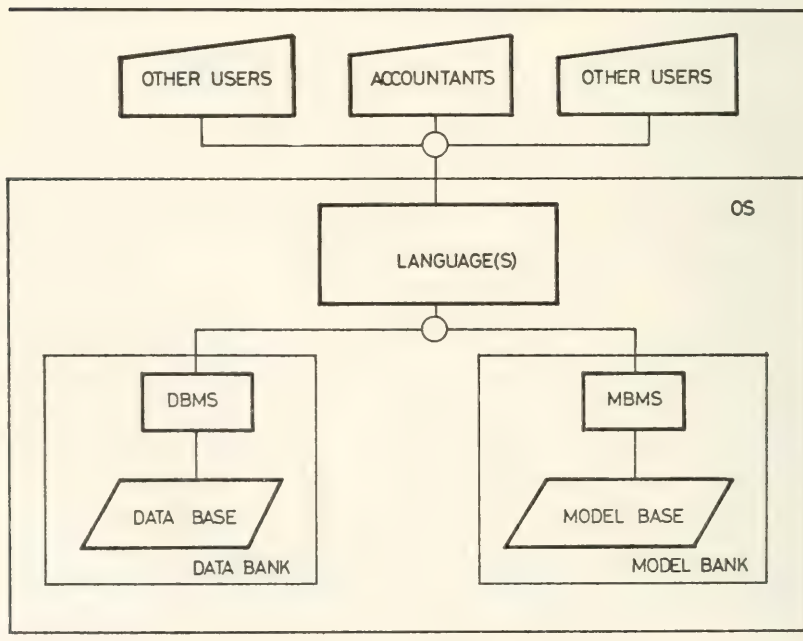 OTHER USERS
ACCOUNTANTS
OTHER USERS
OS
LANGUAGE(S)
DBMS
MBMS
DATA BASE
MODEL BASE
DATA BANK
MODEL BANK